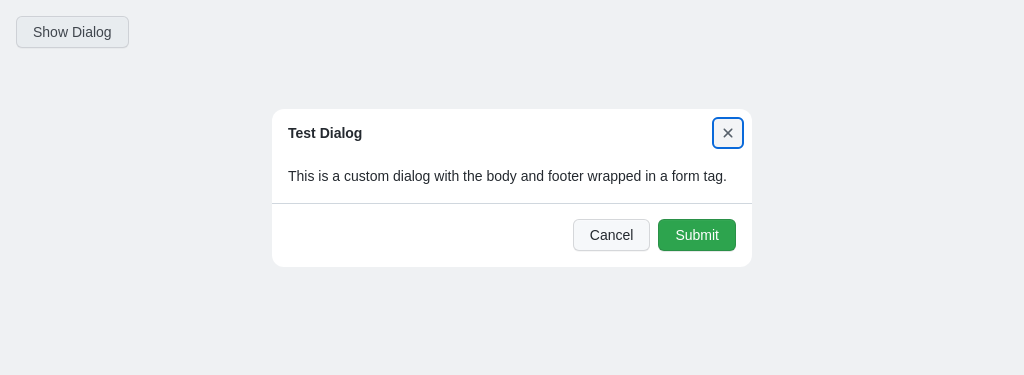 Show Dialog
Test Dialog
This is a custom dialog with the body and footer wrapped in a form tag.
Cancel
Submit